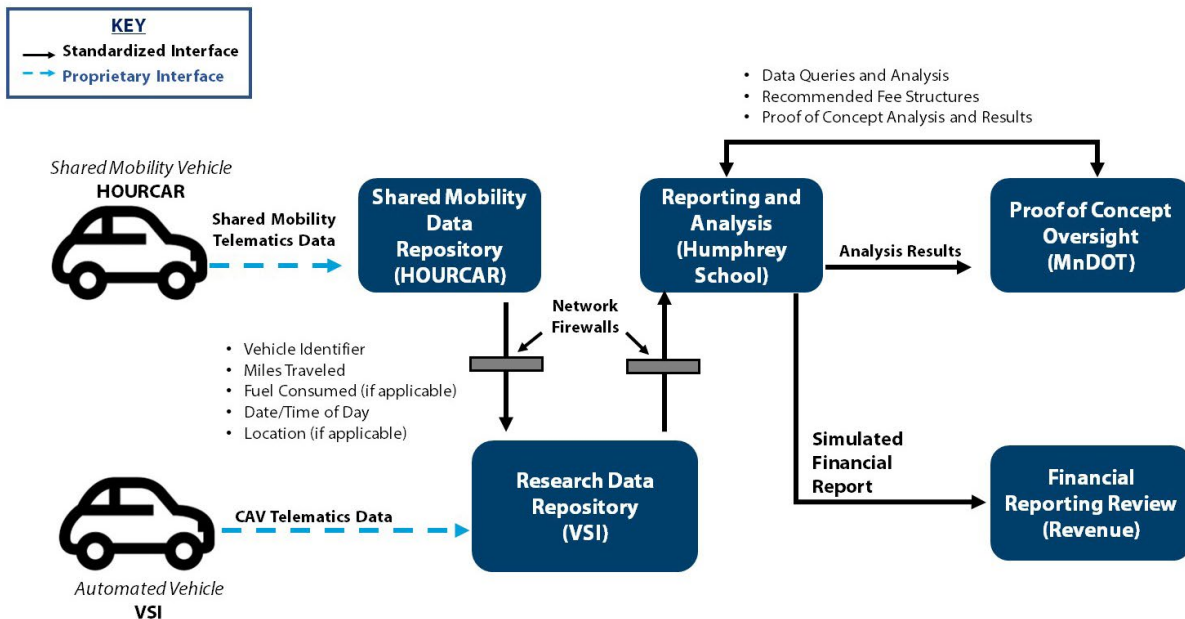 KEY
Standardized Interface
Proprietary Interface
• Data Queries and Analysis
• Recommended Fee Structures
• Proof of Concept Analysis and Results
Shared Mobility Vehicle
HOURCAR
Shared Mobility
Telematics Data
Shared Mobility
Data
Repository
(HOURCAR)
Reporting and
Analysis
(Humphrey
School)
Analysis Results
Proof of Concept
Oversight
(MnDOT)
Network
Firewalls
• Vehicle Identifier
• Miles Traveled
• Fuel Consumed (if applicable)
• Date/Time of Day
• Location (if applicable)
Simulated
Financial
Report
CAV Telematics Data
Research Data
Repository
(VSI)
Financial
Reporting Review
(Revenue)
Automated Vehicle
VSI